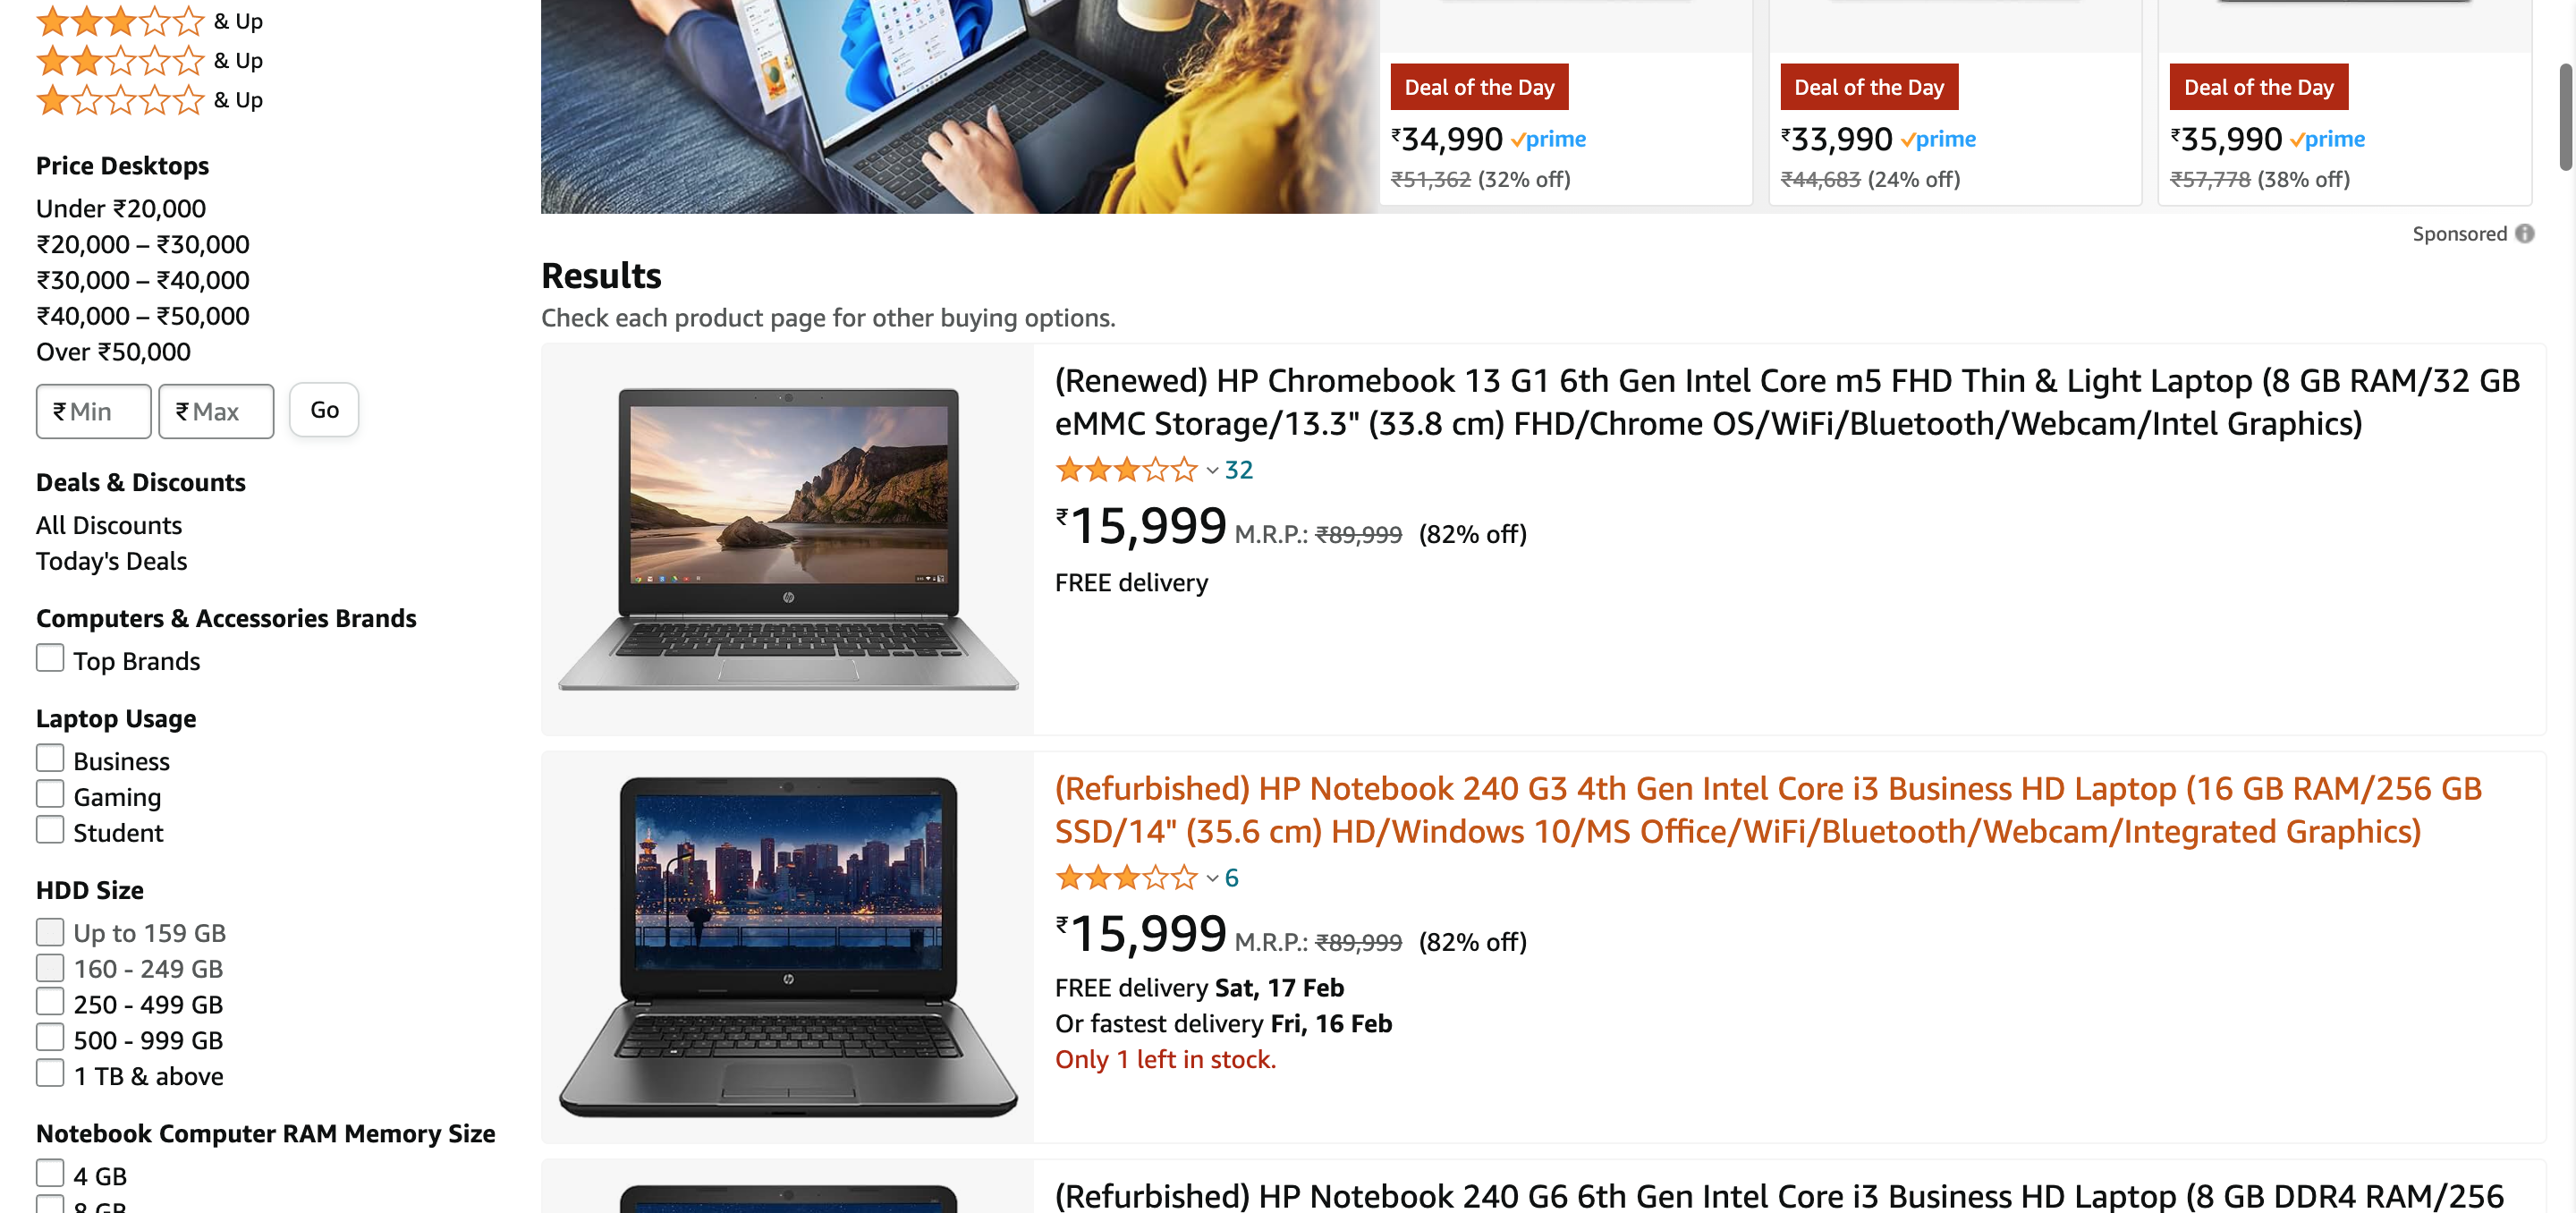 & Up
& Up
& Up
Price Desktops
Under ₹20,000
₹20,000 – ₹30,000
₹30,000 – ₹40,000
₹40,000 – ₹50,000
Over ₹50,000
₹ Min ₹ Max Go
Deals & Discounts
All Discounts
Today's Deals
Computers & Accessories Brands
Top Brands
Laptop Usage
Business
Gaming
Student
HDD Size
Up to 159 GB
160 - 249 GB
250 - 499 GB
500 - 999 GB
1 TB & above
Notebook Computer RAM Memory Size
4 GB
8 GB
Deal of the Day
₹34,990 prime
₹51,362 (32% off)
Deal of the Day
₹33,990 prime
₹44,683 (24% off)
Deal of the Day
₹35,990 prime
₹57,778 (38% off)
Sponsored
Results
Check each product page for other buying options.
(Renewed) HP Chromebook 13 G1 6th Gen Intel Core m5 FHD Thin & Light Laptop (8 GB RAM/32 GB
eMMC Storage/13.3" (33.8 cm) FHD/Chrome OS/WiFi/Bluetooth/Webcam/Intel Graphics)
32
₹15,999 M.R.P.: ₹89,999 (82% off)
FREE delivery
(Refurbished) HP Notebook 240 G3 4th Gen Intel Core i3 Business HD Laptop (16 GB RAM/256 GB
SSD/14" (35.6 cm) HD/Windows 10/MS Office/WiFi/Bluetooth/Webcam/Integrated Graphics)
6
₹15,999 M.R.P.: ₹89,999 (82% off)
FREE delivery Sat, 17 Feb
Or fastest delivery Fri, 16 Feb
Only 1 left in stock.
(Refurbished) HP Notebook 240 G6 6th Gen Intel Core i3 Business HD Laptop (8 GB DDR4 RAM/256